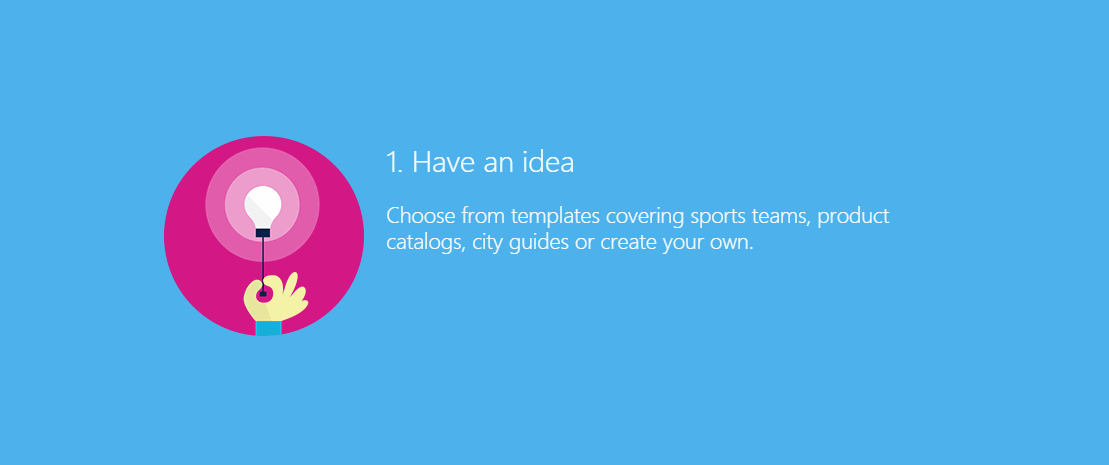 1. Have an idea
Choose from templates covering sports teams, product
catalogs, city guides or create your own.